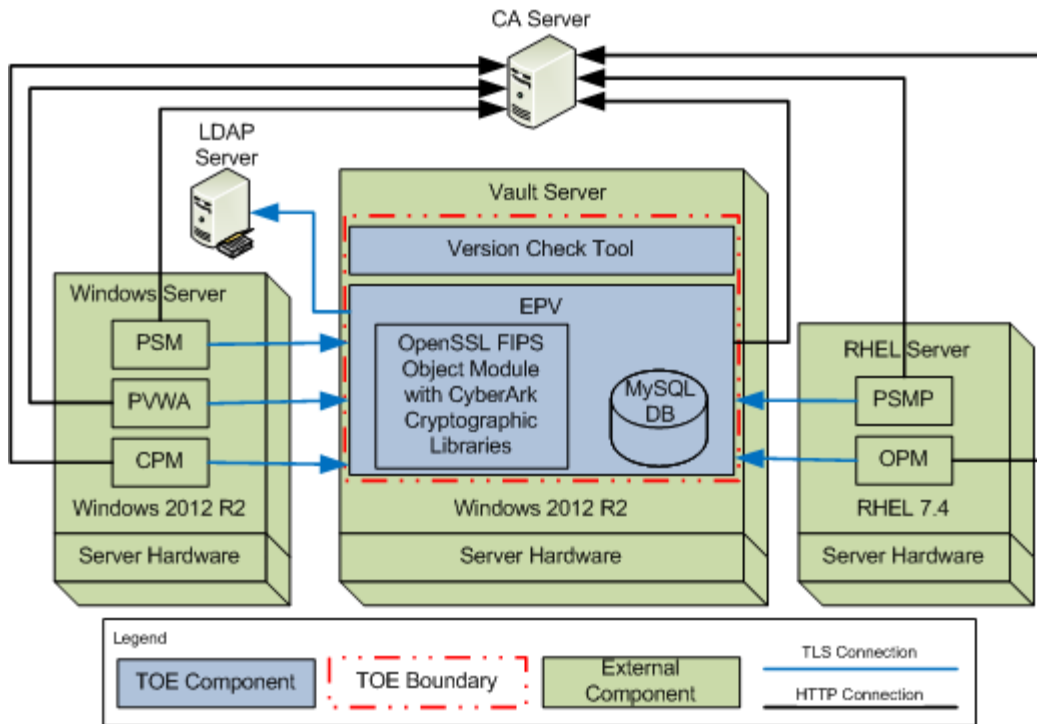 CA Server
LDAP
Server
Vault Server
Version Check Tool
Windows Server
EPV
PSM
OpenSSL FIPS
Object Module
with CyberArk
Cryptographic
Libraries
RHEL Server
MySQL
DB
PVWA
PSMP
CPM
OPM
Windows 2012 R2
Windows 2012 R2
RHEL 7.4
Server Hardware
Server Hardware
Server Hardware
Legend
TOE Component
TOE Boundary
External
Component
TLS Connection
HTTP Connection